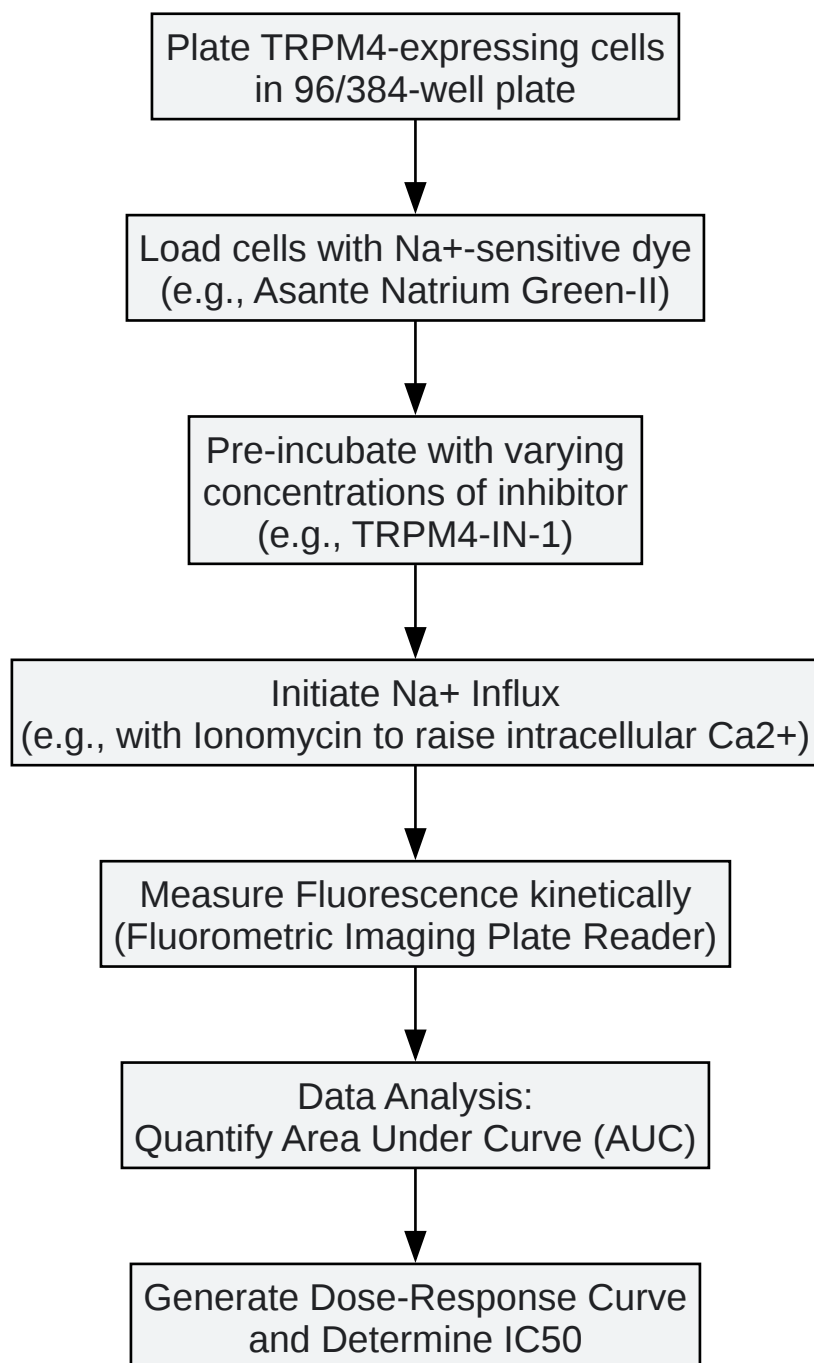 Plate TRPM4-expressing cells
in 96/384-well plate
Load cells with Na+-sensitive dye
(e.g., Asante Natrium Green-II)
Pre-incubate with varying
concentrations of inhibitor
(e.g., TRPM4-IN-1)
Initiate Na+ Influx
(e.g., with Ionomycin to raise intracellular Ca2+)
Measure Fluorescence kinetically
(Fluorometric Imaging Plate Reader)
Data Analysis:
Quantify Area Under Curve (AUC)
Generate Dose-Response Curve
and Determine IC50